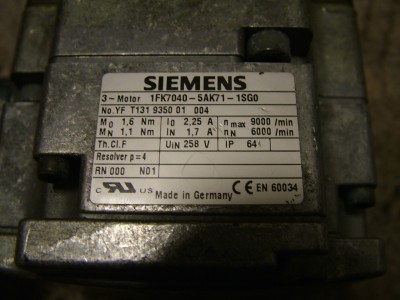 SIEMENS
3~Motor 1FK7040-5AK71-1SG0
No.YF T131 9350 01 004
M0 1,6 Nm I0 2,25 A nmax 9000 /min
MN 1,1 Nm IN 1,7 A nN 6000 /min
Th.Cl.F UIN 258 V IP 64
Resolver p=4
RN 000 N01
c RU US Made in Germany CE EN 60034